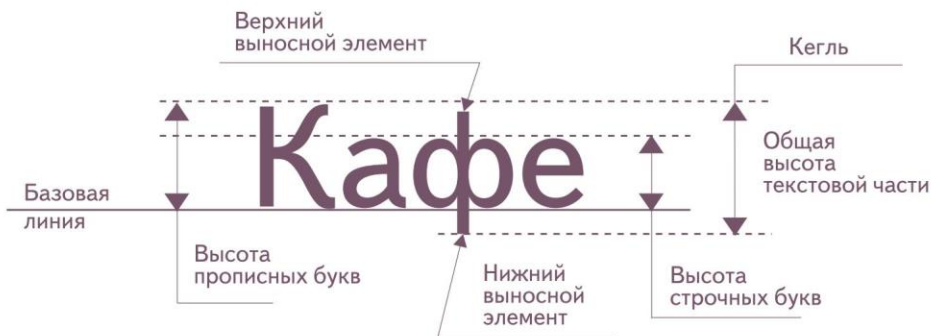 Верхний
выносной элемент
Кегль
Кафе
Общая
высота
текстовой части
Базовая
линия
Высота
прописных букв
Нижний
выносной
элемент
Высота
строчных букв